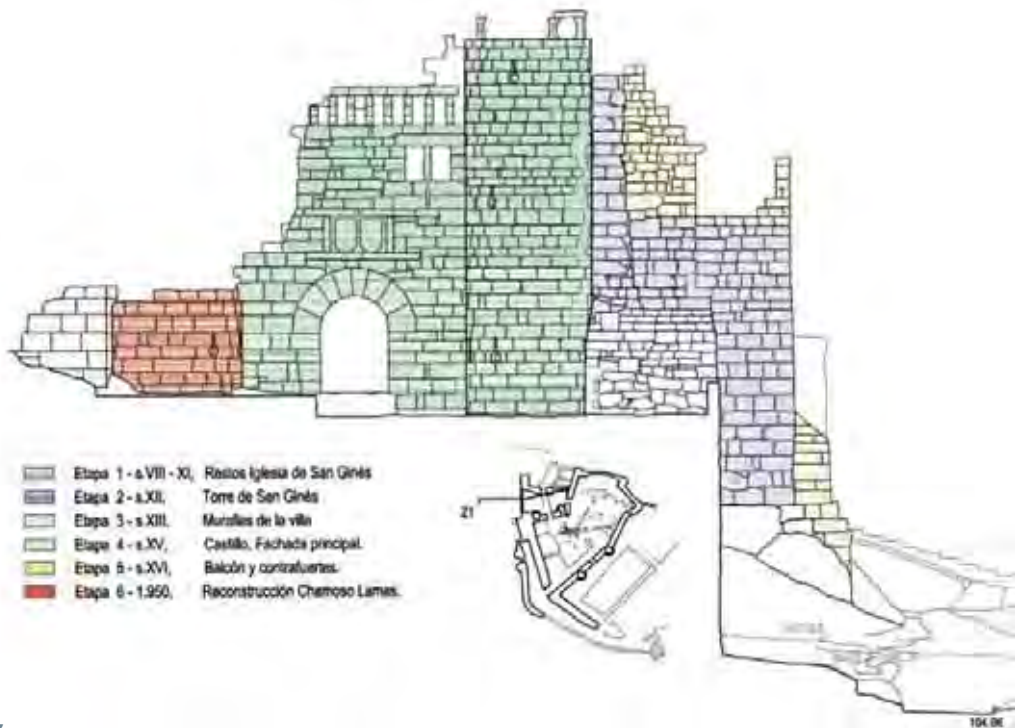 Etapa 1 - s.VIII - XI, Restos Iglesia de San Ginés
Etapa 2 - s.XII, Torre de San Ginés
Etapa 3 - s.XIII, Murallas de la villa
Etapa 4 - s.XV, Castillo, Fachada principal.
Etapa 5 - s.XVI, Balcón y contrafuertes.
Etapa 6 - 1.950, Reconstrucción Chamoso Lamas.
21
104.86